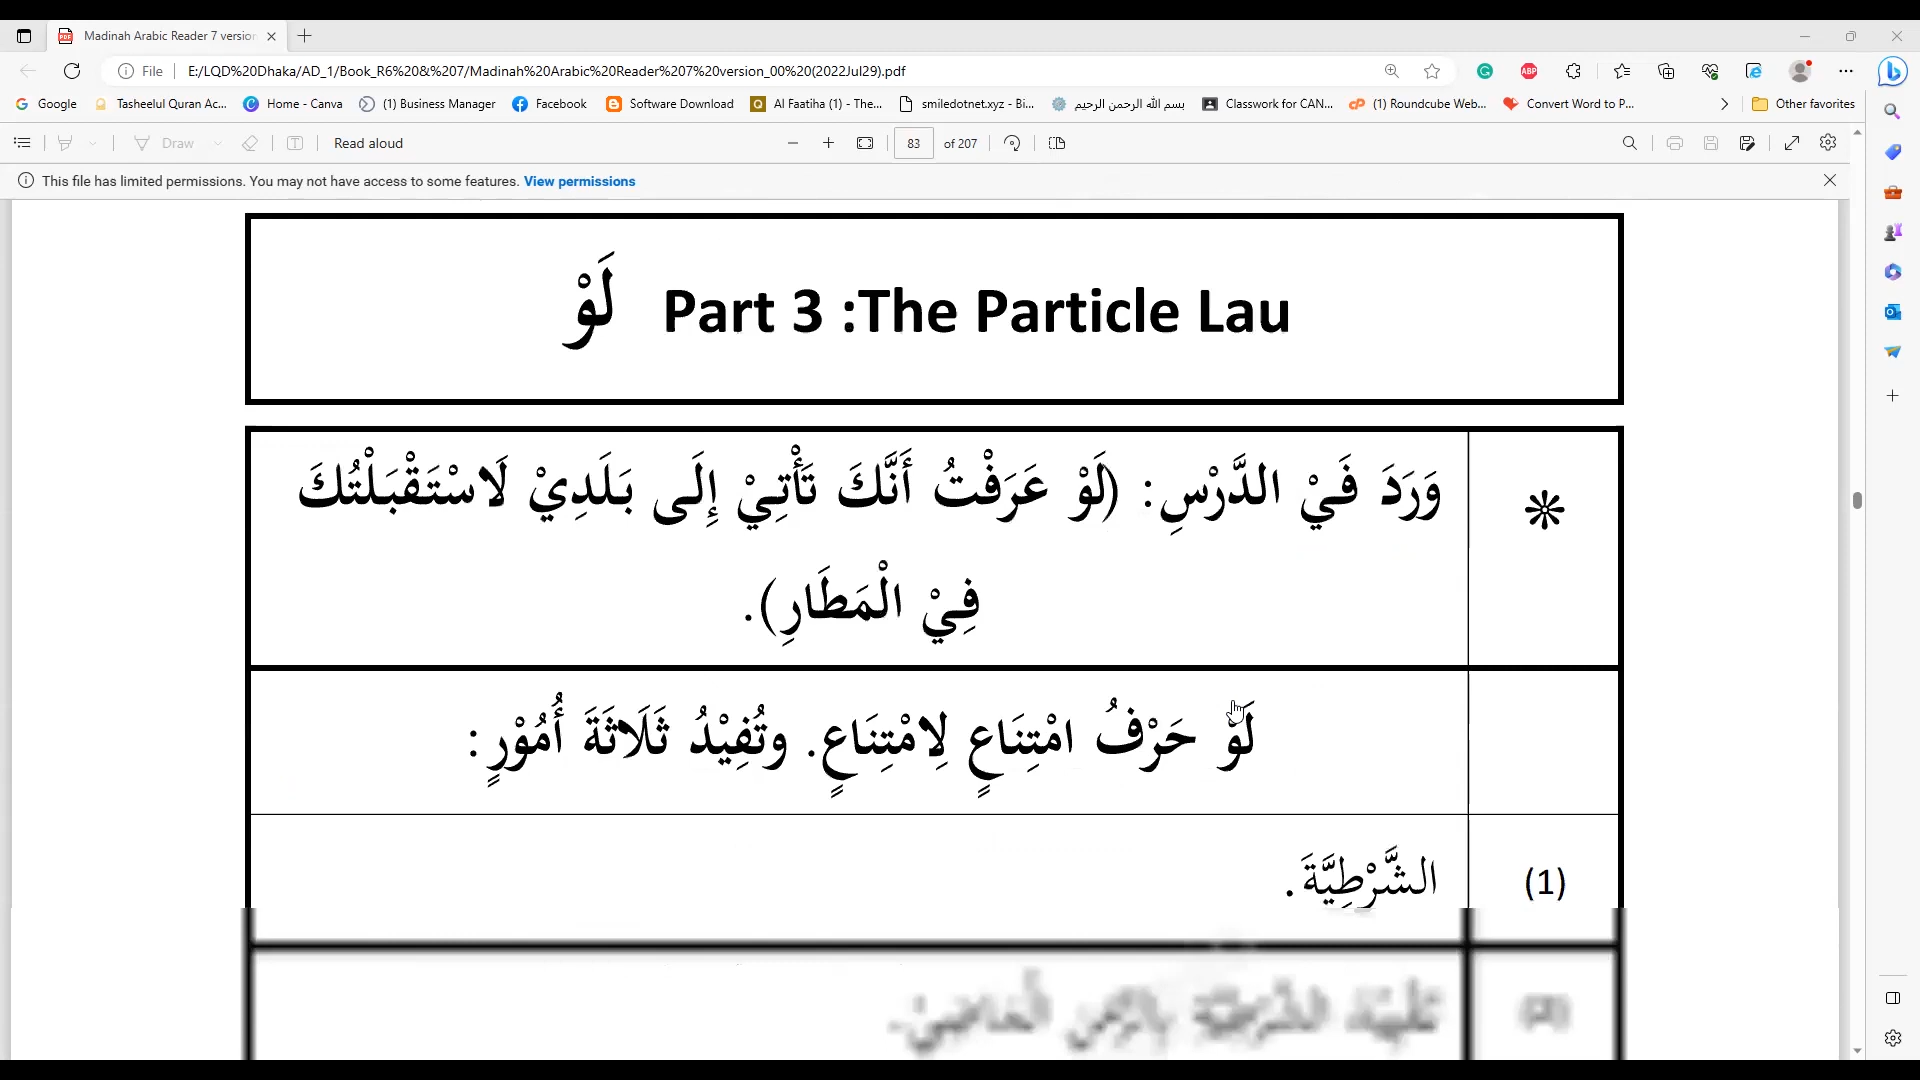 Madinah Arabic Reader 7 versio
File E:/LQD%20Dhaka/AD_1/Book_R6%20&%207/Madinah%20Arabic%20Reader%207%20version_00%20(2022Jul29).pdf
Google Tasheelul Quran Ac... Home - Canva (1) Business Manager Facebook Software Download Al Faatiha (1) - The... smiledotnet.xyz - Bi... بسم الله الرحمن الرحيم Classwork for CAN... (1) Roundcube Web... Convert Word to P... Other favorites
Draw Read aloud 83 of 207
This file has limited permissions. You may not have access to some features. View permissions
Part 3 :The Particle Lau لَوْ
وَرَدَ فَيْ الدَّرْسِ: (لَوْ عَرَفْتُ أَنَّكَ تَأْتِيْ إِلَى بَلَدِيْ لَاسْتَقْبَلْتُكَ
فِيْ الْمَطَارِ).
لَوْ حَرْفُ امْتِنَاعٍ لِامْتِنَاعٍ. وتُفِيْدُ ثَلَاثَةَ أُمُوْرٍ:
(1) الشَّرْطِيَّةَ.